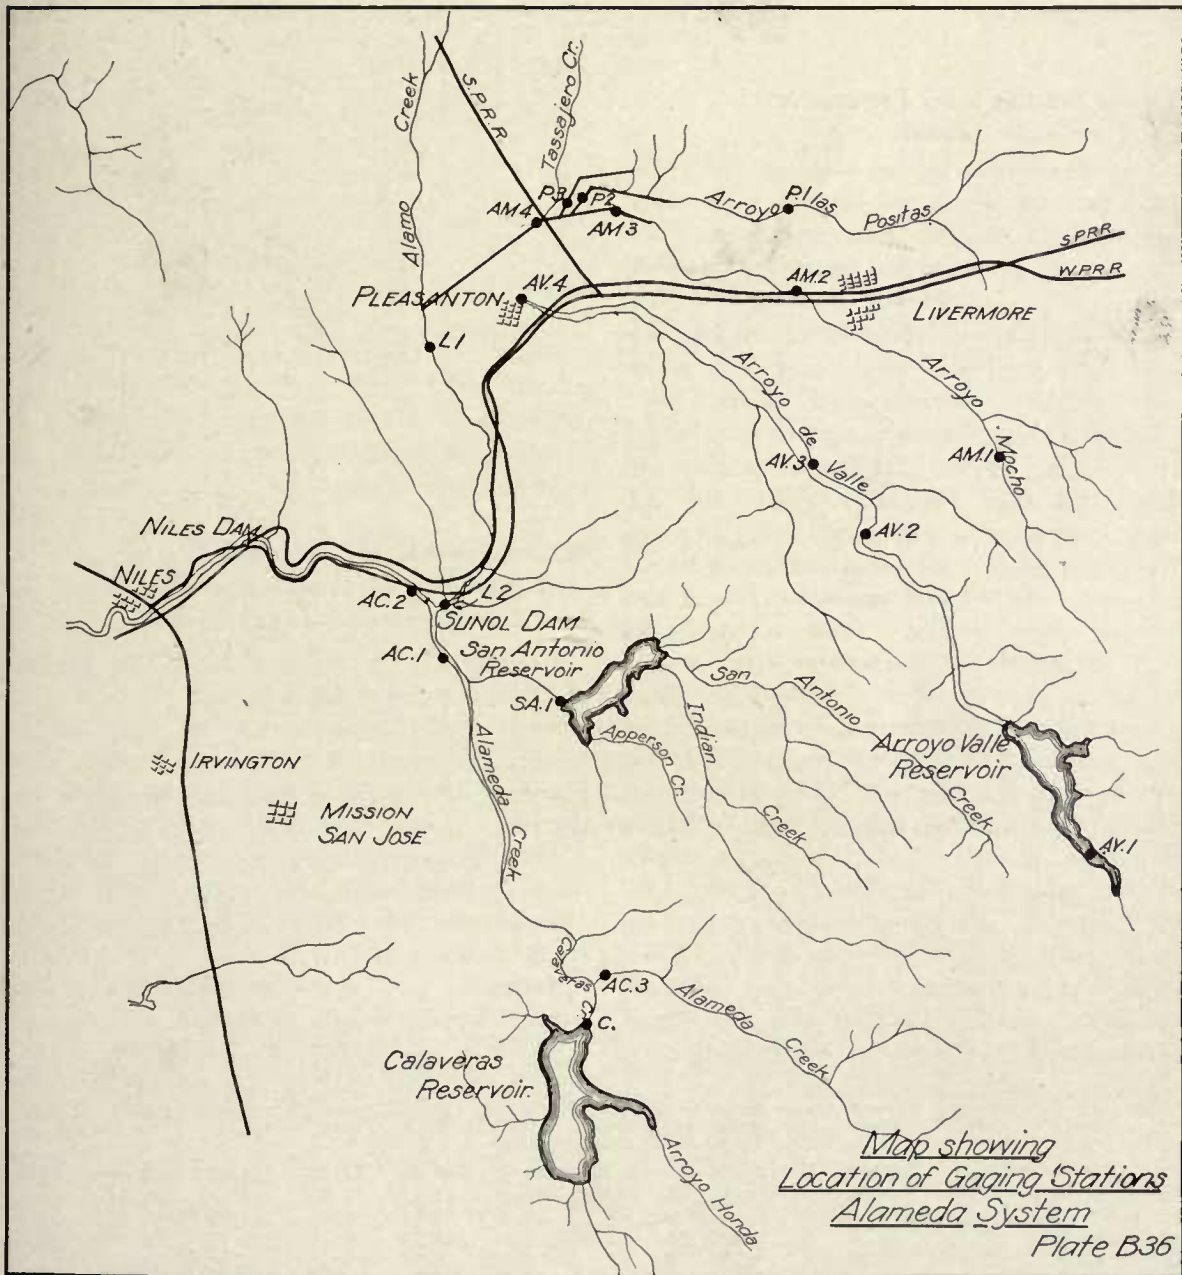 Creek
Alamo
S.P.R.R
Tassajero Cr.
P3
P2
AM4
AM3
Arroyo
P.1
las
Positas
S.P.R.R
W.P.R.R
AV.4
PLEASANTON
AM.2
LIVERMORE
L1
Arroyo
de
Valle
Arroyo
Mocho
AV.3
AM.1
AV.2
NILES DAM
NILES
AC.2
L2
SUNOL DAM
San Antonio
Reservoir
AC.1
S.A.1
San
Antonio
Creek
Indian
Creek
Apperson Cr.
Alameda
Creek
Arroyo Valle
Reservoir
AV.1
IRVINGTON
MISSION
SAN JOSE
Calaveras
Cr.
AC.3
C.
Alameda
Creek
Calaveras
Reservoir.
Arroyo Honda
Map showing
Location of Gaging Stations
Alameda System
Plate B36